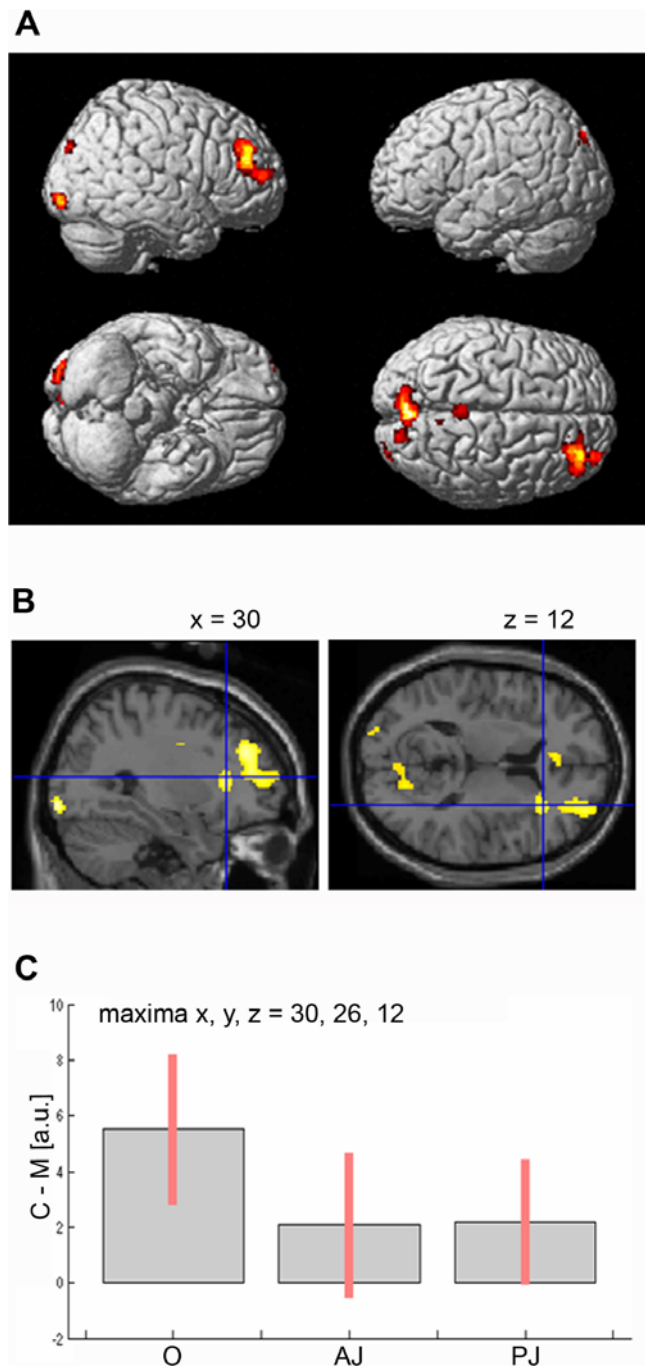 A
B
x = 30 z = 12
C
maxima x, y, z = 30, 26, 12
C - M [a.u.]
10
8
6
4
2
0
-2
O AJ PJ